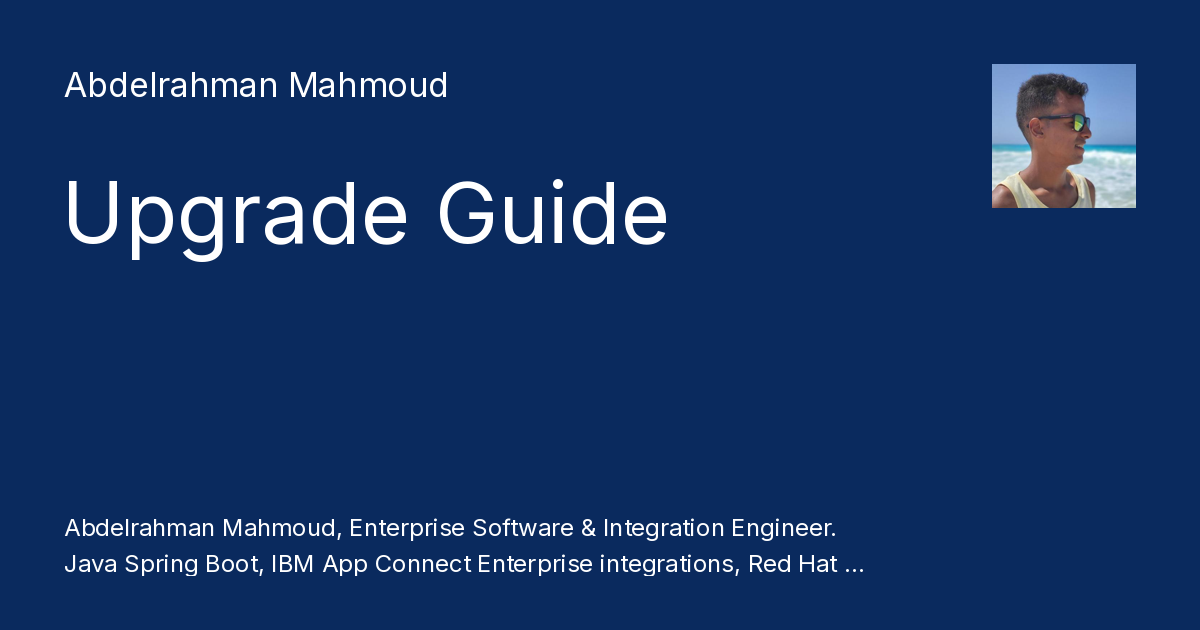 Abdelrahman Mahmoud
Upgrade Guide
Abdelrahman Mahmoud, Enterprise Software & Integration Engineer.
Java Spring Boot, IBM App Connect Enterprise integrations, Red Hat ...